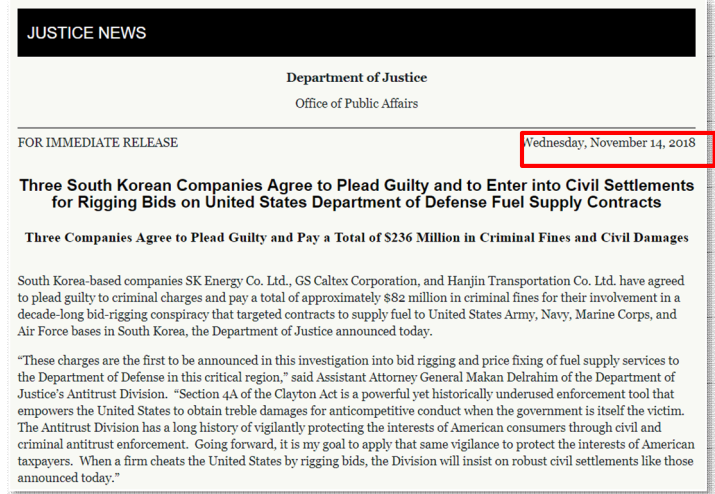 JUSTICE NEWS
Department of Justice
Office of Public Affairs
FOR IMMEDIATE RELEASE Wednesday, November 14, 2018
Three South Korean Companies Agree to Plead Guilty and to Enter into Civil Settlements
for Rigging Bids on United States Department of Defense Fuel Supply Contracts
Three Companies Agree to Plead Guilty and Pay a Total of $236 Million in Criminal Fines and Civil Damages
South Korea-based companies SK Energy Co. Ltd., GS Caltex Corporation, and Hanjin Transportation Co. Ltd. have agreed
to plead guilty to criminal charges and pay a total of approximately $82 million in criminal fines for their involvement in a
decade-long bid-rigging conspiracy that targeted contracts to supply fuel to United States Army, Navy, Marine Corps, and
Air Force bases in South Korea, the Department of Justice announced today.
“These charges are the first to be announced in this investigation into bid rigging and price fixing of fuel supply services to
the Department of Defense in this critical region,” said Assistant Attorney General Makan Delrahim of the Department of
Justice’s Antitrust Division.  “Section 4A of the Clayton Act is a powerful yet historically underused enforcement tool that
empowers the United States to obtain treble damages for anticompetitive conduct when the government is itself the victim.
The Antitrust Division has a long history of vigilantly protecting the interests of American consumers through civil and
criminal antitrust enforcement.  Going forward, it is my goal to apply that same vigilance to protect the interests of American
taxpayers.  When a firm cheats the United States by rigging bids, the Division will insist on robust civil settlements like those
announced today.”